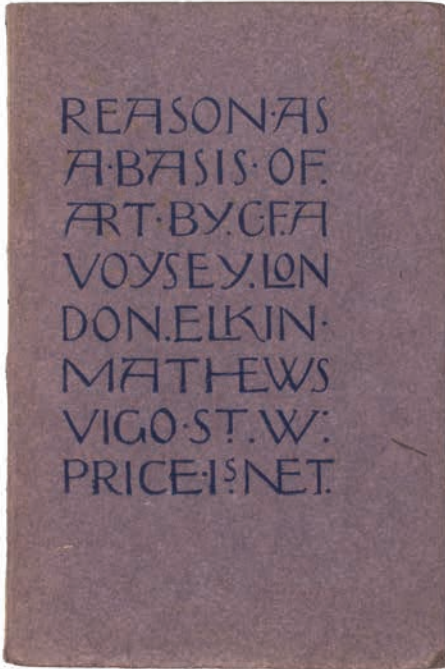 REASON·AS
A·BASIS·OF.
ART·BY.C.F.A
VOYSEY.LON
DON.ELKIN·
MATHEWS
VIGO·ST.W:
PRICE·1S.NET.